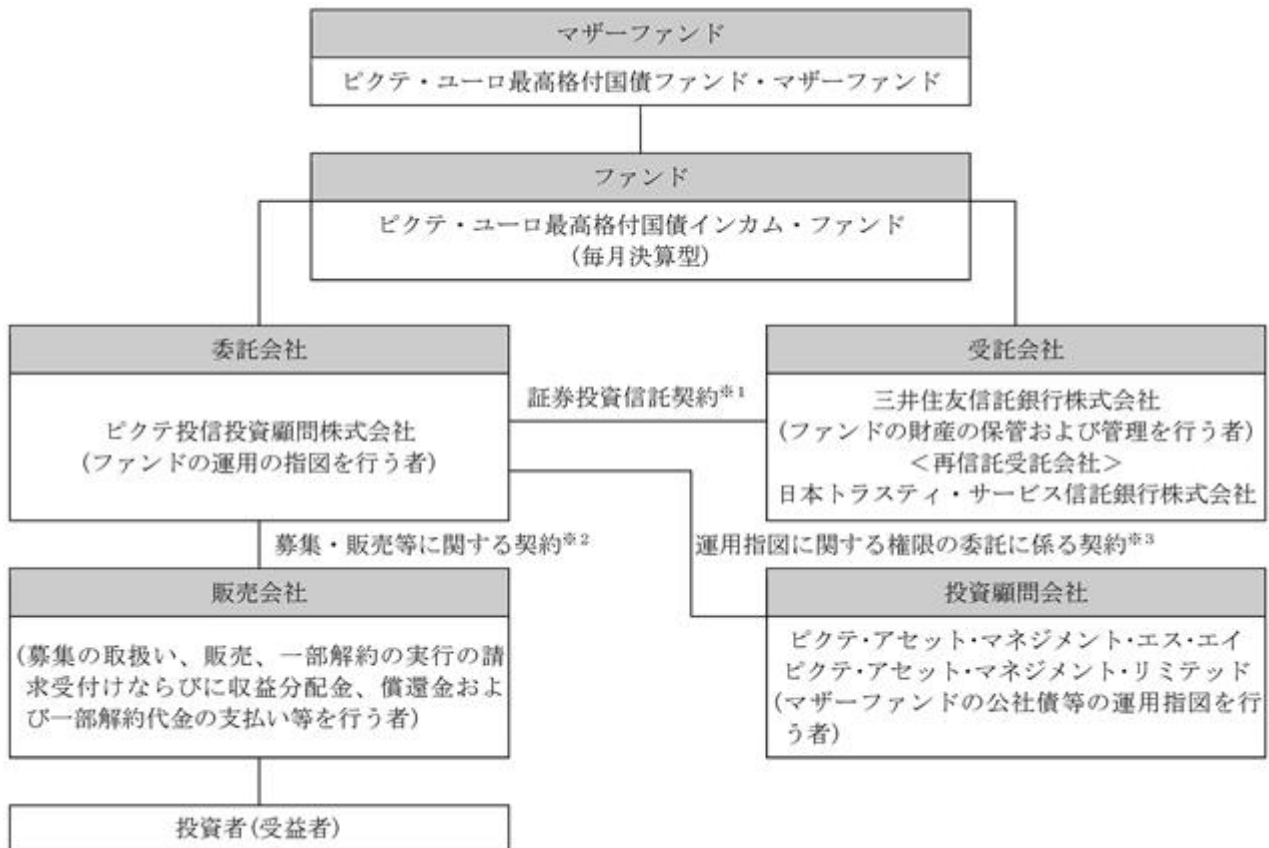 マザーファンド
ピクテ・ユーロ最高格付国債ファンド・マザーファンド
ファンド
ピクテ・ユーロ最高格付国債インカム・ファンド
(毎月決算型)
委託会社
ピクテ投信投資顧問株式会社
(ファンドの運用の指図を行う者)
証券投資信託契約※1
受託会社
三井住友信託銀行株式会社
(ファンドの財産の保管および管理を行う者)
＜再信託受託会社＞
日本トラスティ・サービス信託銀行株式会社
募集・販売等に関する契約※2
運用指図に関する権限の委託に係る契約※3
販売会社
(募集の取扱い、販売、一部解約の実行の請
求受付けならびに収益分配金、償還金およ
び一部解約代金の支払い等を行う者)
投資顧問会社
ピクテ・アセット・マネジメント・エス・エイ
ピクテ・アセット・マネジメント・リミテッド
(マザーファンドの公社債等の運用指図を行
う者)
投資者(受益者)